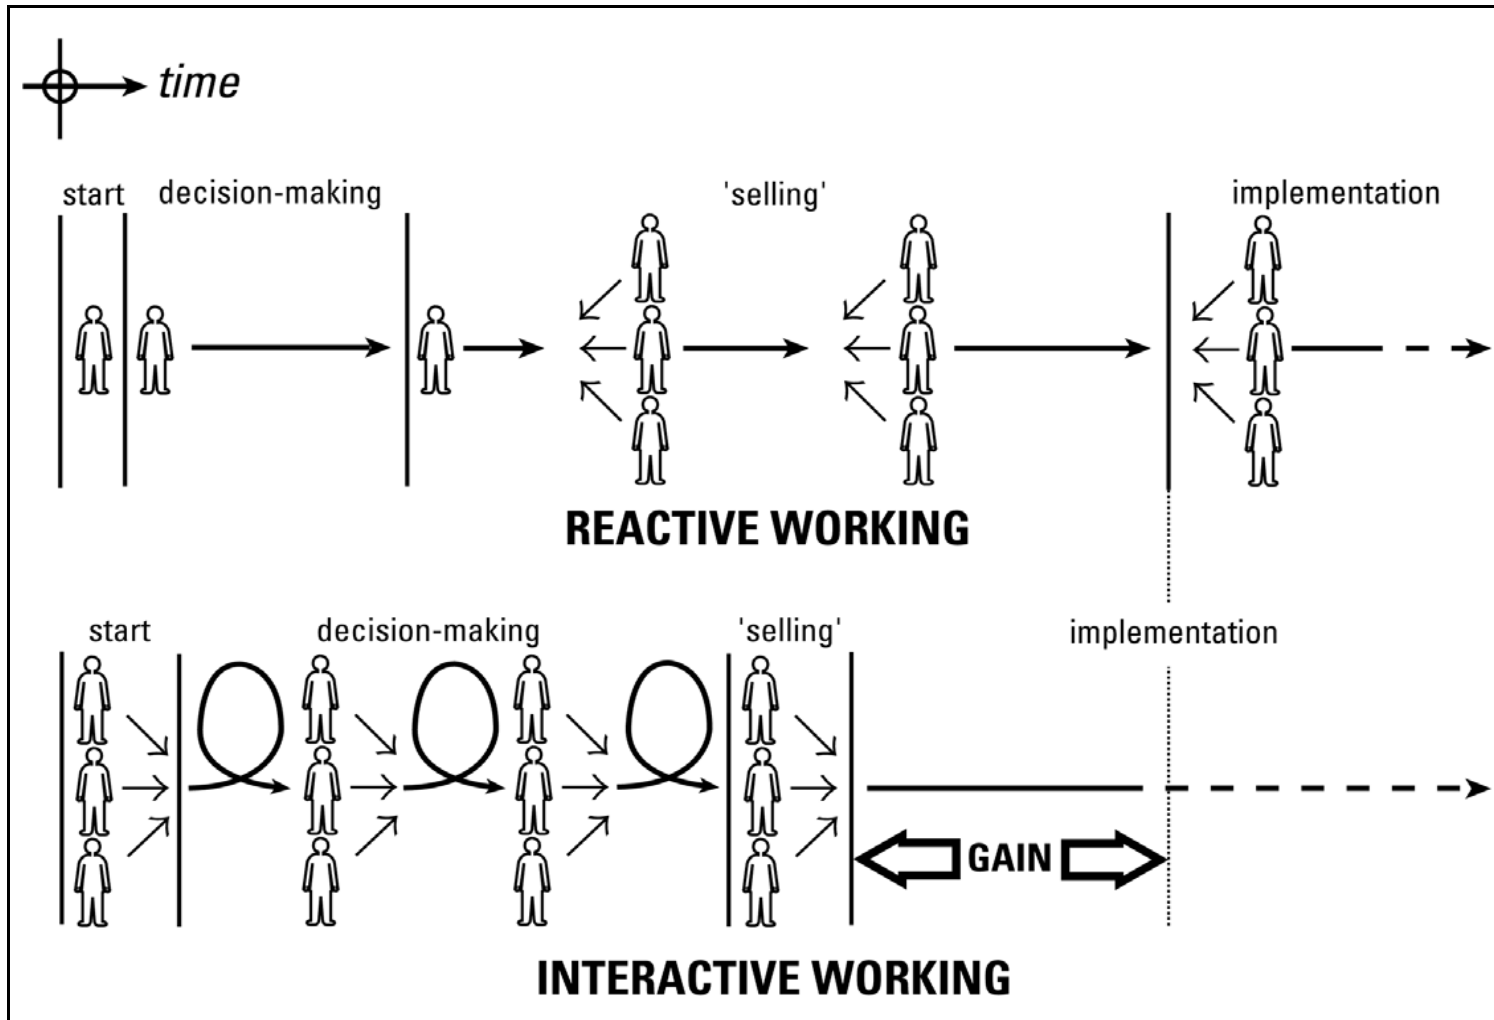 time
start decision-making 'selling' implementation
REACTIVE WORKING
start decision-making 'selling' implementation
GAIN
INTERACTIVE WORKING